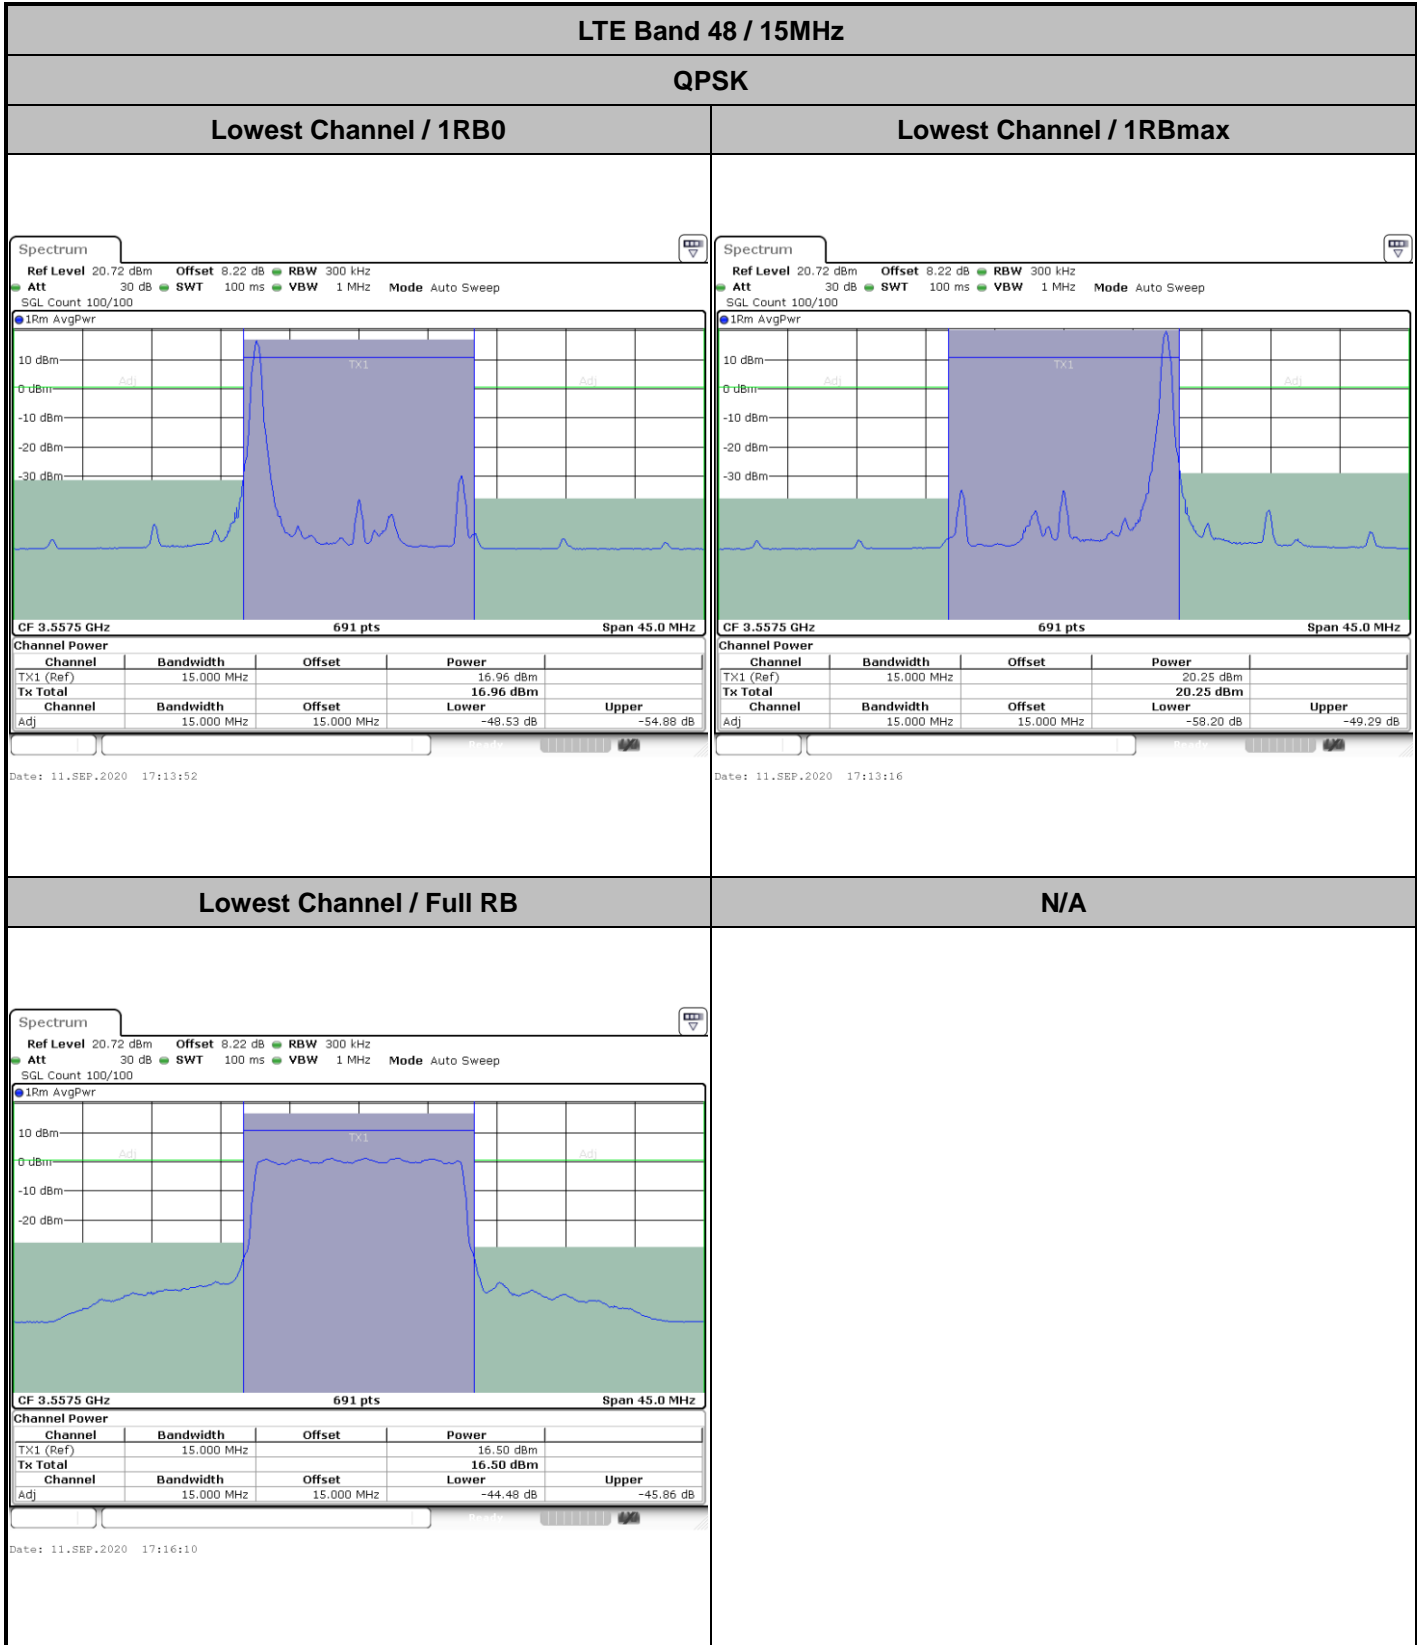 LTE Band 48 / 15MHz
QPSK
Lowest Channel / 1RB0
Lowest Channel / 1RBmax
Spectrum
Ref Level 20.72 dBm Offset 8.22 dB RBW 300 kHz
Att 30 dB SWT 100 ms VBW 1 MHz Mode Auto Sweep
SGL Count 100/100
1Rm AvgPwr
TX1
10 dBm
Adj Adj
0 dBm
-10 dBm
-20 dBm
-30 dBm
CF 3.5575 GHz 691 pts Span 45.0 MHz
Channel Power
Channel Bandwidth Offset Power
TX1 (Ref) 15.000 MHz 16.96 dBm
Tx Total 16.96 dBm
Channel Bandwidth Offset Lower Upper
Adj 15.000 MHz 15.000 MHz -48.53 dB -54.88 dB
Ready
Date: 11.SEP.2020 17:13:52
Spectrum
Ref Level 20.72 dBm Offset 8.22 dB RBW 300 kHz
Att 30 dB SWT 100 ms VBW 1 MHz Mode Auto Sweep
SGL Count 100/100
1Rm AvgPwr
TX1
10 dBm
Adj Adj
0 dBm
-10 dBm
-20 dBm
-30 dBm
CF 3.5575 GHz 691 pts Span 45.0 MHz
Channel Power
Channel Bandwidth Offset Power
TX1 (Ref) 15.000 MHz 20.25 dBm
Tx Total 20.25 dBm
Channel Bandwidth Offset Lower Upper
Adj 15.000 MHz 15.000 MHz -58.20 dB -49.29 dB
Ready
Date: 11.SEP.2020 17:13:16
Lowest Channel / Full RB
N/A
Spectrum
Ref Level 20.72 dBm Offset 8.22 dB RBW 300 kHz
Att 30 dB SWT 100 ms VBW 1 MHz Mode Auto Sweep
SGL Count 100/100
1Rm AvgPwr
10 dBm
TX1
Adj Adj
0 dBm
-10 dBm
-20 dBm
CF 3.5575 GHz 691 pts Span 45.0 MHz
Channel Power
Channel Bandwidth Offset Power
TX1 (Ref) 15.000 MHz 16.50 dBm
Tx Total 16.50 dBm
Channel Bandwidth Offset Lower Upper
Adj 15.000 MHz 15.000 MHz -44.48 dB -45.86 dB
Ready
Date: 11.SEP.2020 17:16:10